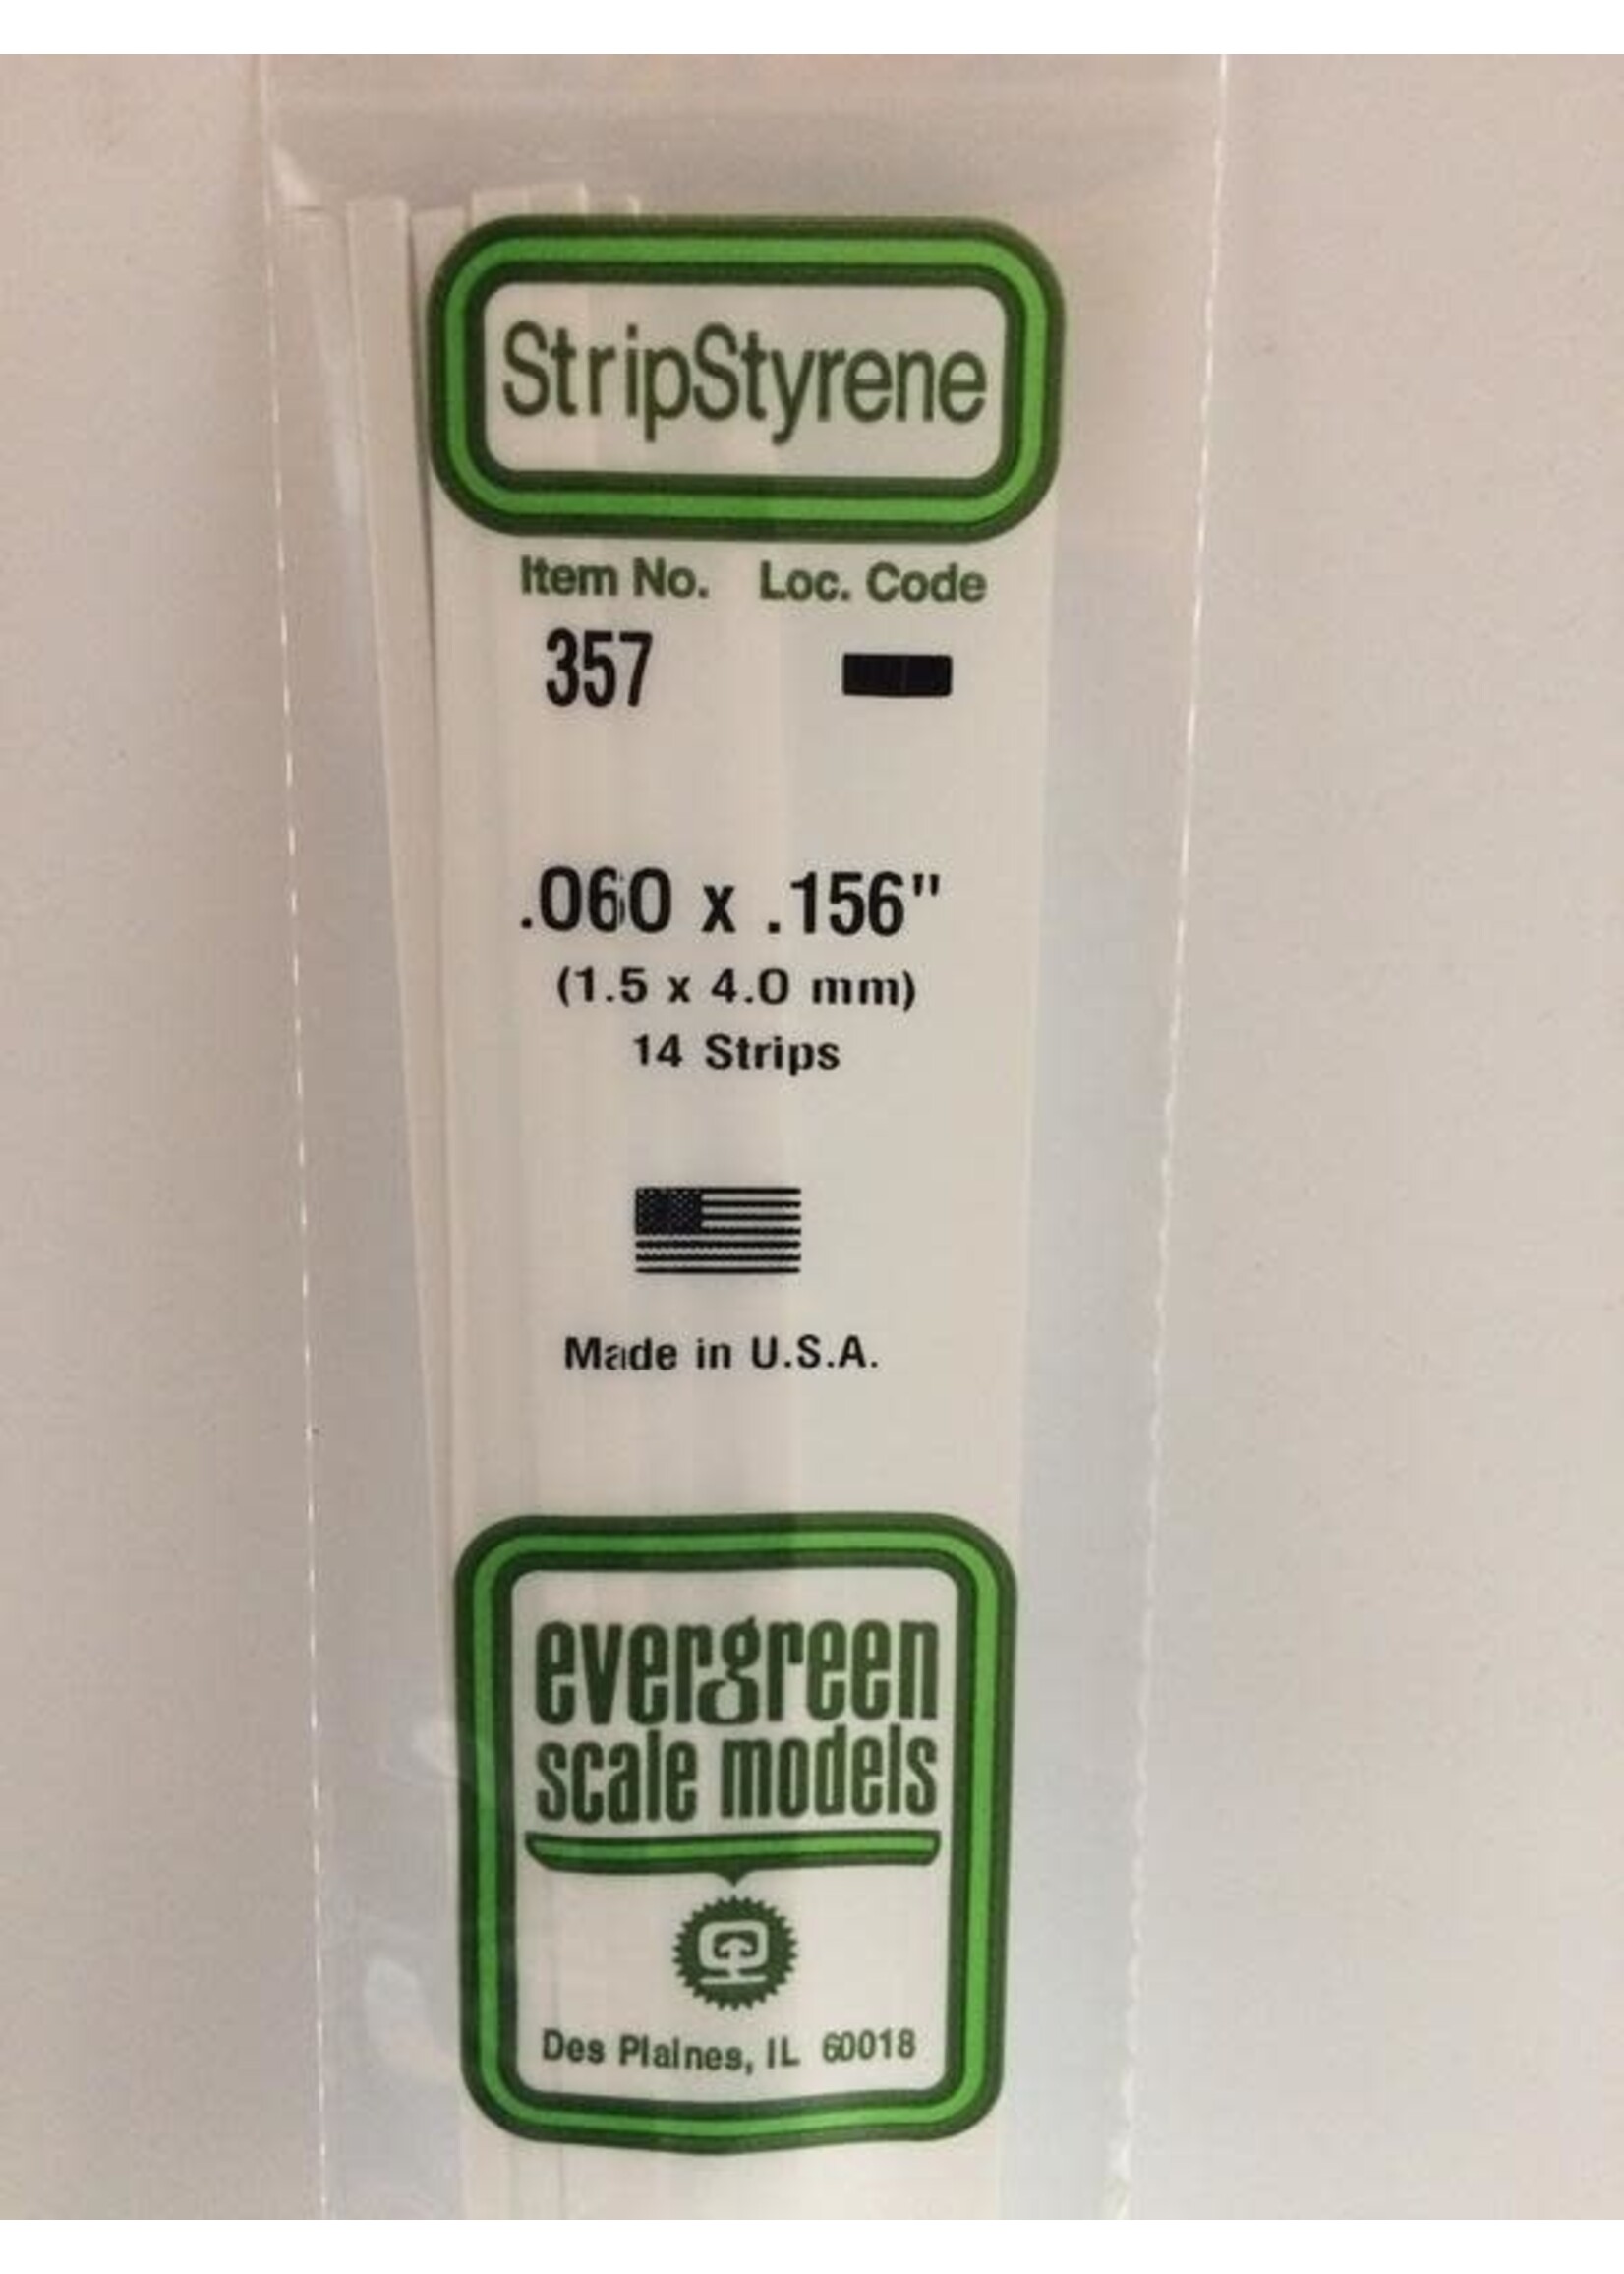 StripStyrene
Item No. Loc. Code
357
.060 x .156"
(1.5 x 4.0 mm)
14 Strips
Made in U.S.A.
evergreen
scale models
Des Plaines, IL 60018